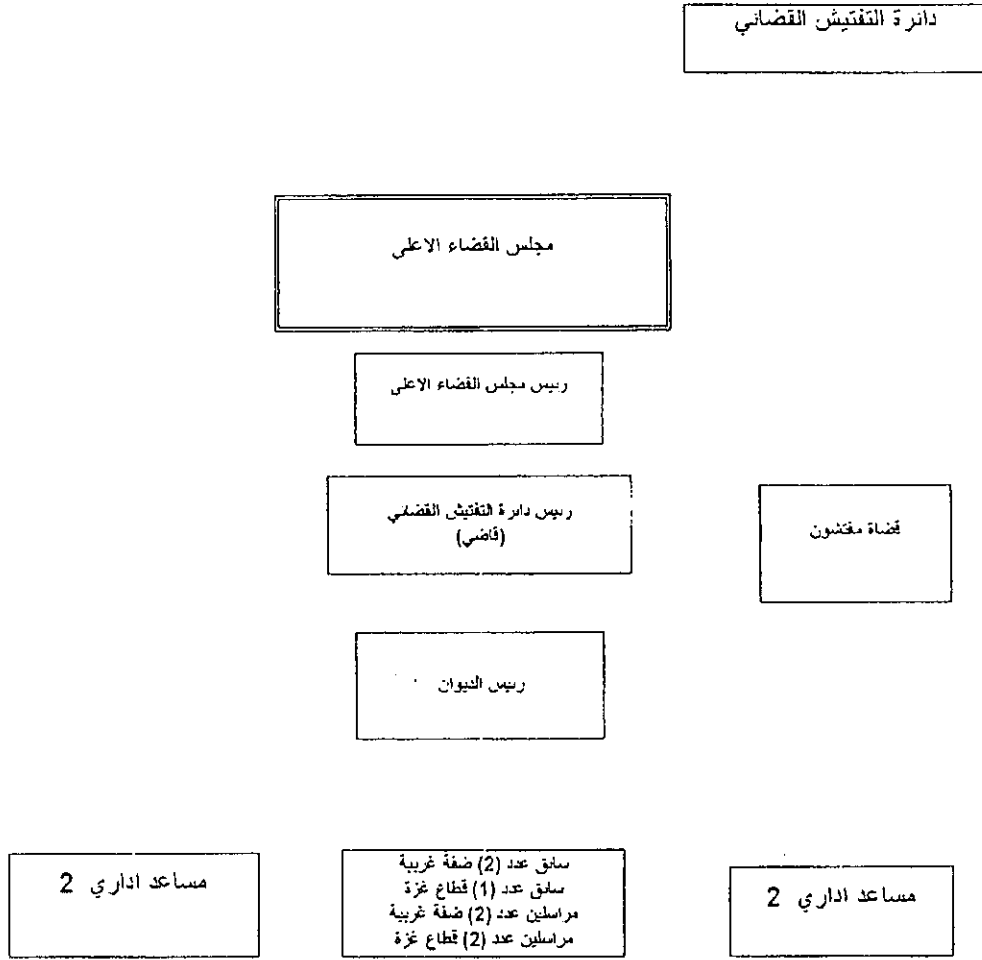 دائرة التفتيش القضائي
مجلس القضاء الاعلى
رئيس مجلس القضاء الاعلى
رئيس دائرة التفتيش القضائي
(قاضي)
قضاة مفتشون
رئيس الديوان
مساعد اداري 2
سائق عدد (2) ضفة غربية
سائق عدد (1) قطاع غزة
مراسلين عدد (2) ضفة غربية
مراسلين عدد (2) قطاع غزة
مساعد اداري 2